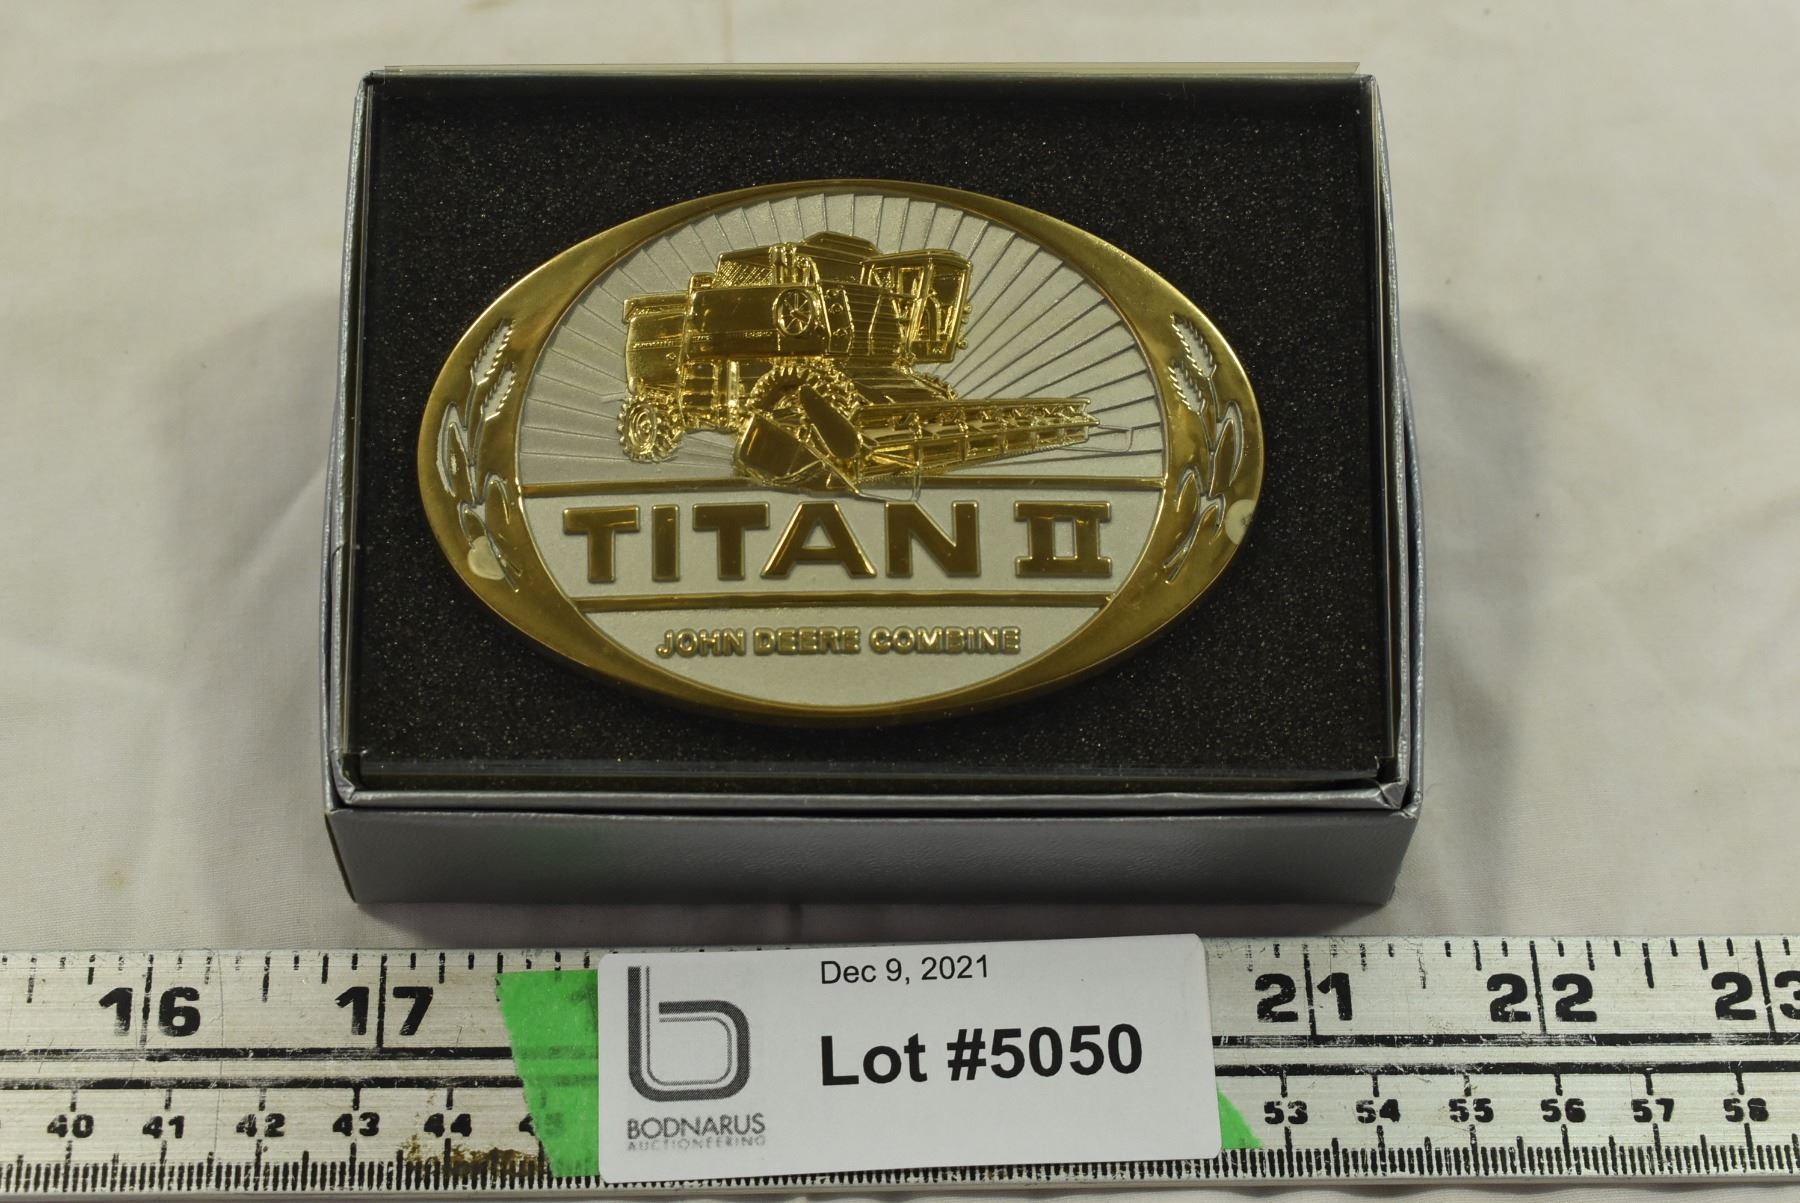 TITAN II
JOHN DEERE COMBINE
Dec 9, 2021
Lot #5050
BODNARUS
AUCTIONEERING
16 17 21 22 23
40 41 42 43 44 45 53 54 55 56 57 58